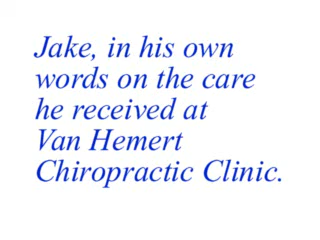 Jake, in his own
words on the care
he received at
Van Hemert
Chiropractic Clinic.